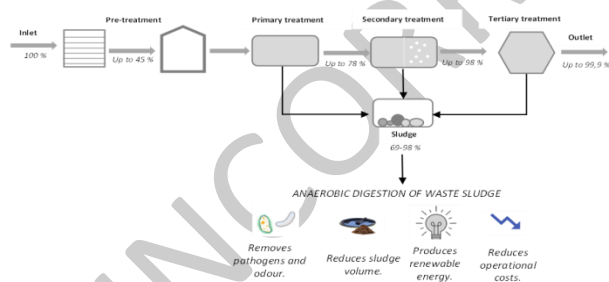 Pre-treatment
Primary treatment
Secondary treatment
Tertiary treatment
Inlet
Outlet
100 %
Up to 45 %
Up to 78 %
Up to 98 %
Up to 99,9 %
Sludge
69-98 %
ANAEROBIC DIGESTION OF WASTE SLUDGE
Removes
pathogens and
odour.
Reduces sludge
volume.
Produces
renewable
energy.
Reduces
operational
costs.